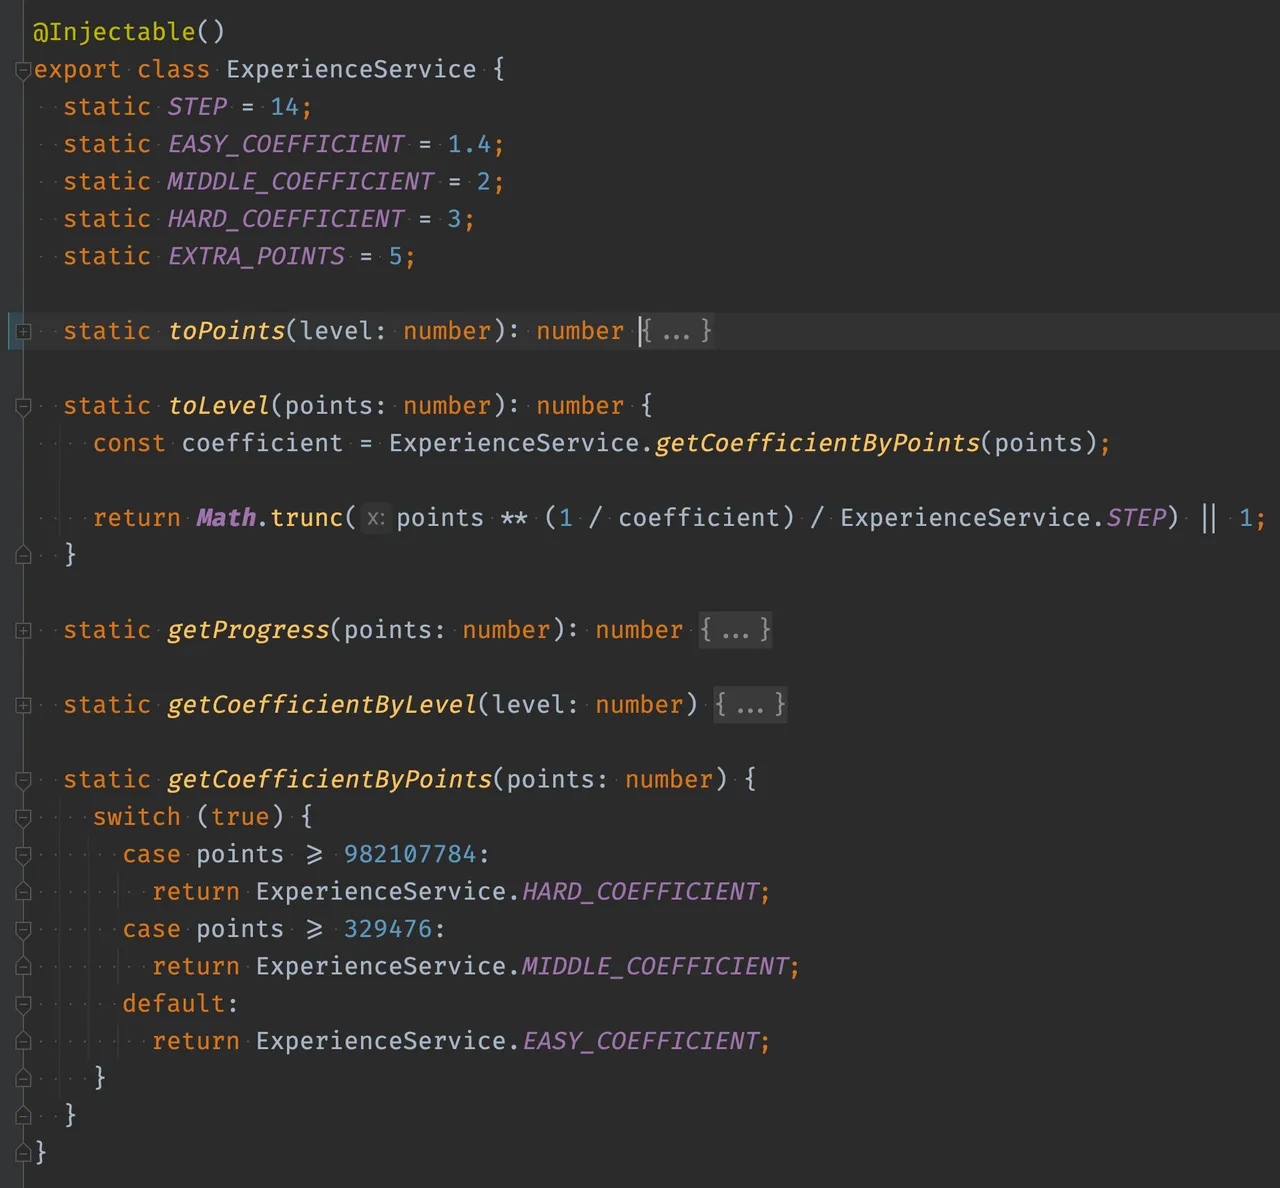 @Injectable()
export class ExperienceService {
static STEP = 14;
static EASY_COEFFICIENT = 1.4;
static MIDDLE_COEFFICIENT = 2;
static HARD_COEFFICIENT = 3;
static EXTRA_POINTS = 5;
static toPoints(level: number): number {...}
static toLevel(points: number): number {
const coefficient = ExperienceService.getCoefficientByPoints(points);
return Math.trunc( x: points ** (1 / coefficient) / ExperienceService.STEP) || 1;
}
static getProgress(points: number): number {...}
static getCoefficientByLevel(level: number) {...}
static getCoefficientByPoints(points: number) {
switch (true) {
case points ⩾ 982107784:
return ExperienceService.HARD_COEFFICIENT;
case points ⩾ 329476:
return ExperienceService.MIDDLE_COEFFICIENT;
default:
return ExperienceService.EASY_COEFFICIENT;
}
}
}